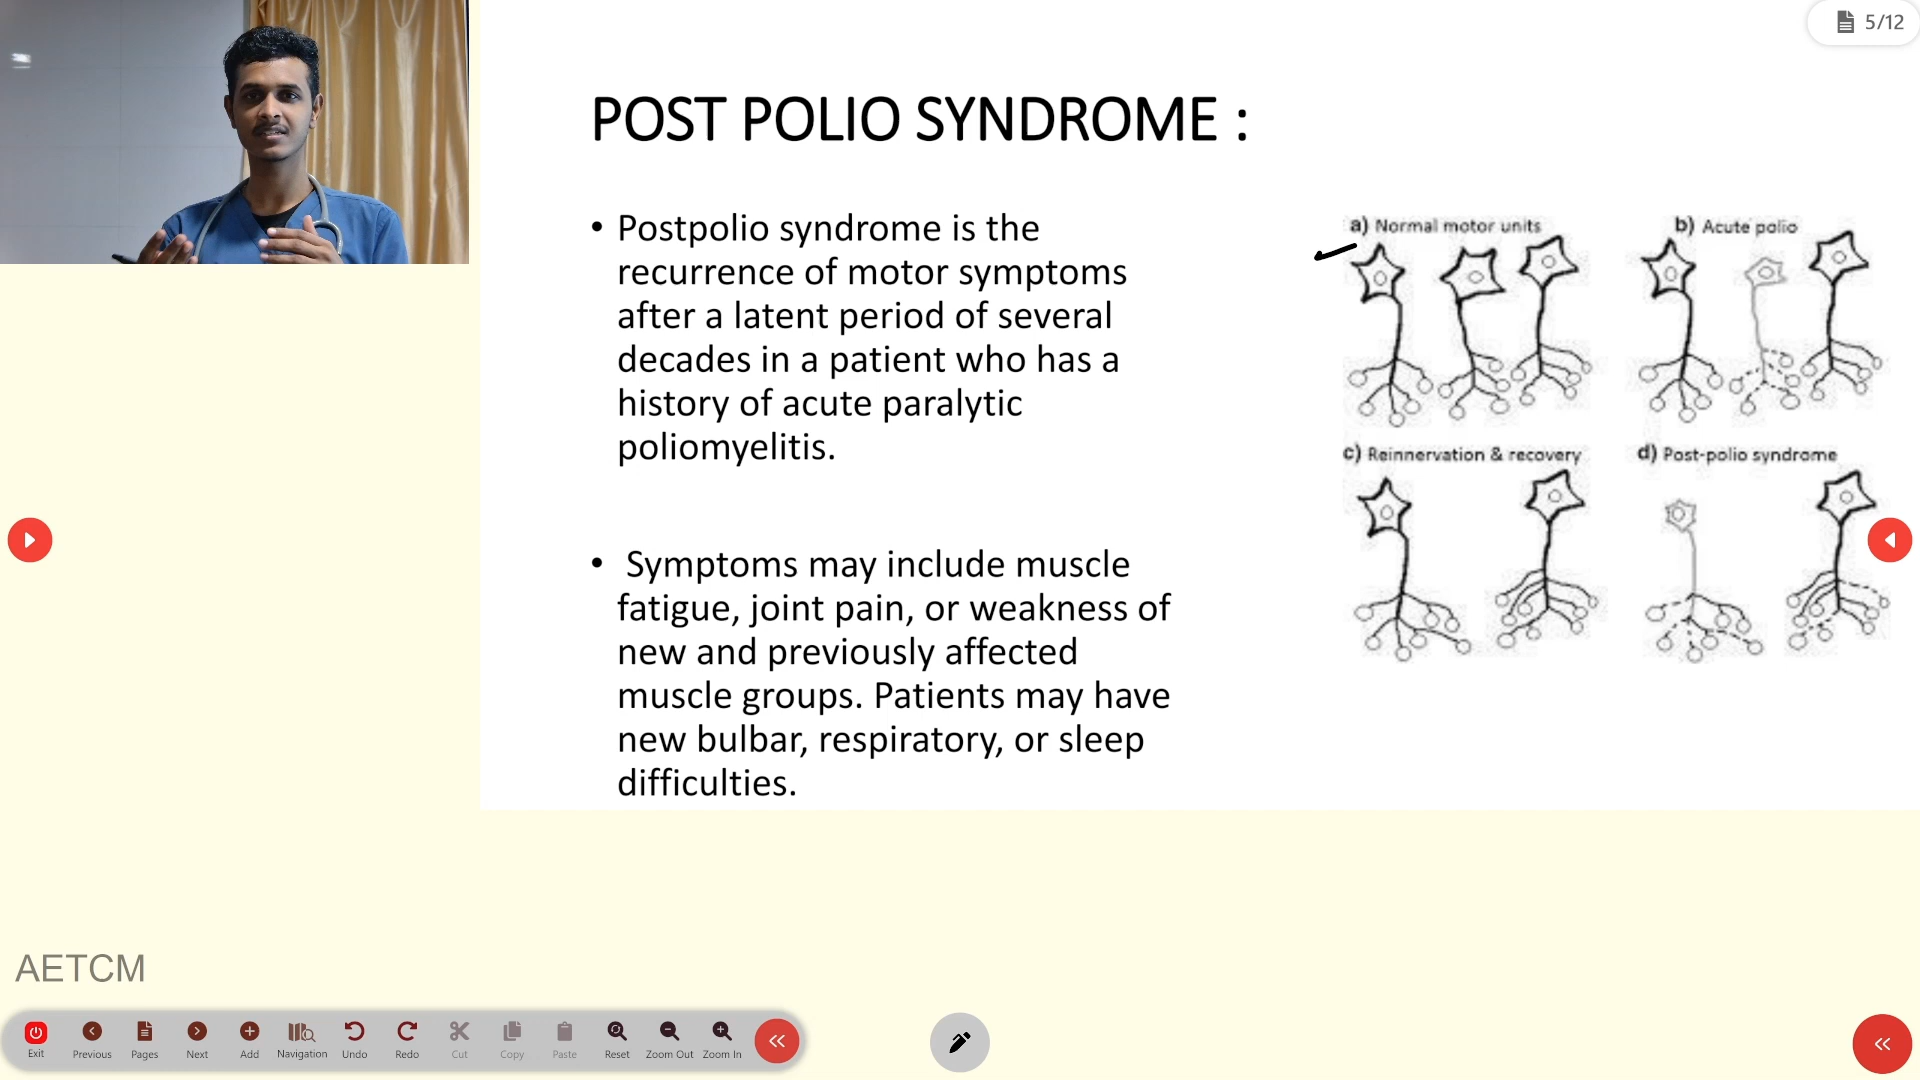 5/12
POST POLIO SYNDROME :
• Postpolio syndrome is the
recurrence of motor symptoms
after a latent period of several
decades in a patient who has a
history of acute paralytic
poliomyelitis.
• Symptoms may include muscle
fatigue, joint pain, or weakness of
new and previously affected
muscle groups. Patients may have
new bulbar, respiratory, or sleep
difficulties.
a) Normal motor units
b) Acute polio
c) Reinnervation & recovery
d) Post-polio syndrome
AETCM
Exit Previous Pages Next Add Navigation Undo Redo Cut Copy Paste Reset Zoom Out Zoom In